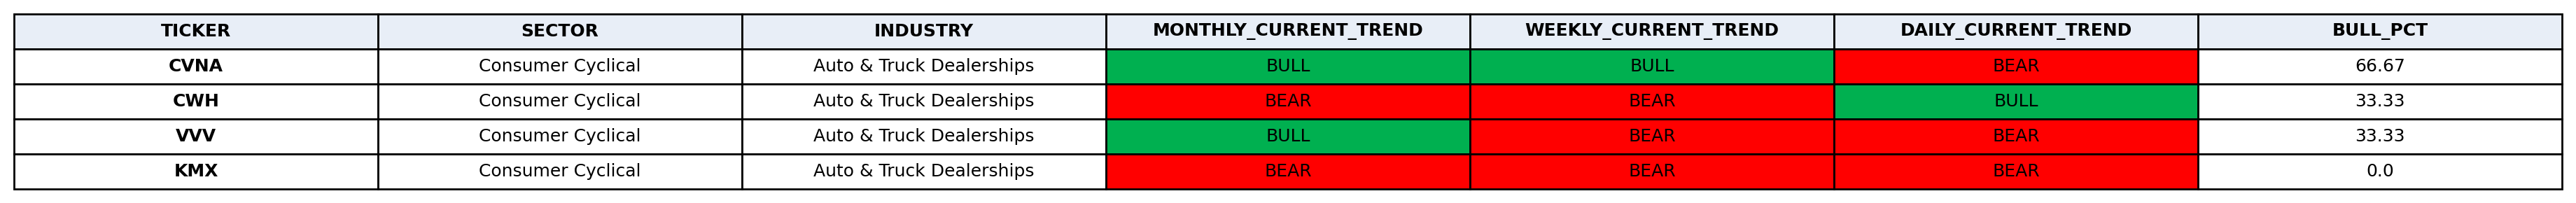 TICKER SECTOR INDUSTRY MONTHLY_CURRENT_TREND WEEKLY_CURRENT_TREND DAILY_CURRENT_TREND BULL_PCT
CVNA Consumer Cyclical Auto & Truck Dealerships BULL BULL BEAR 66.67
CWH Consumer Cyclical Auto & Truck Dealerships BEAR BEAR BULL 33.33
VVV Consumer Cyclical Auto & Truck Dealerships BULL BEAR BEAR 33.33
KMX Consumer Cyclical Auto & Truck Dealerships BEAR BEAR BEAR 0.0